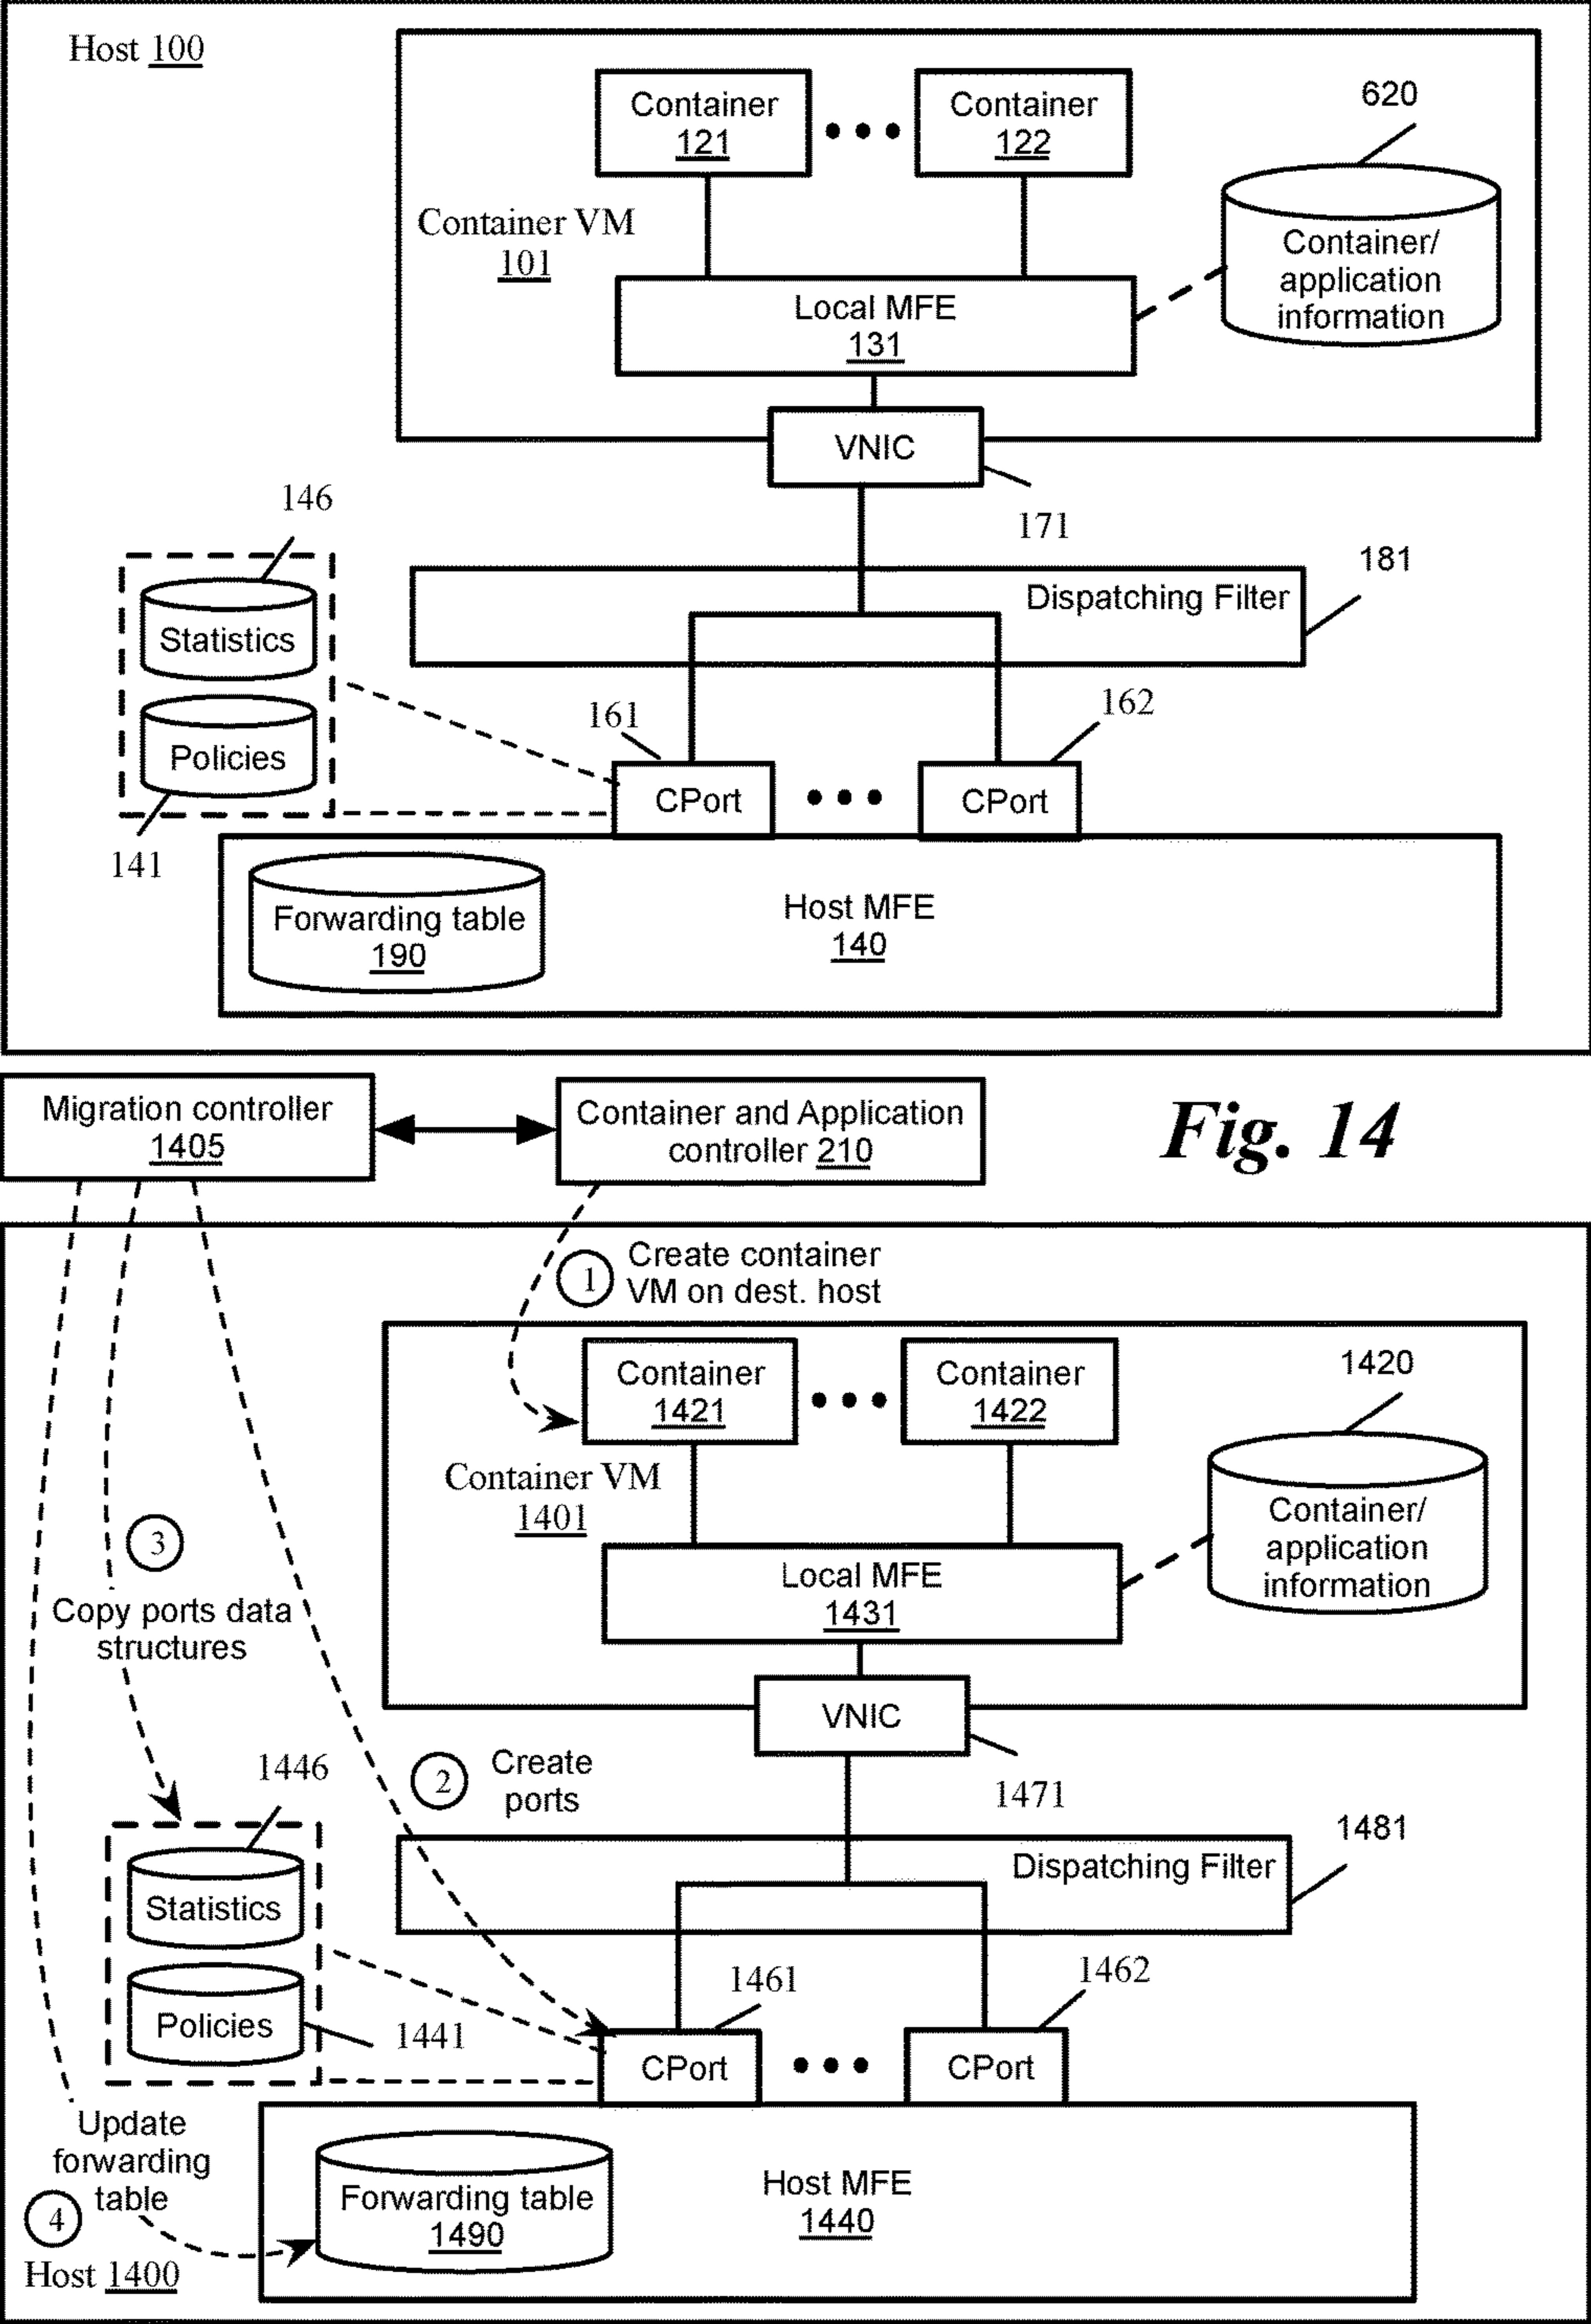 Host 100
Container
121
Container
122
620
Container VM
101
Container/
application
information
Local MFE
131
VNIC
171
146
Statistics
Policies
141
181
Dispatching Filter
161
162
CPort
CPort
Forwarding table
190
Host MFE
140
Migration controller
1405
Container and Application
controller 210
Fig. 14
1
Create container
VM on dest. host
Container
1421
Container
1422
1420
Container VM
1401
Container/
application
information
Local MFE
1431
3
Copy ports data
structures
VNIC
1471
2
Create
ports
1446
Statistics
Policies
1441
1481
Dispatching Filter
1461
1462
CPort
CPort
Update
forwarding
table
4
Host 1400
Forwarding table
1490
Host MFE
1440